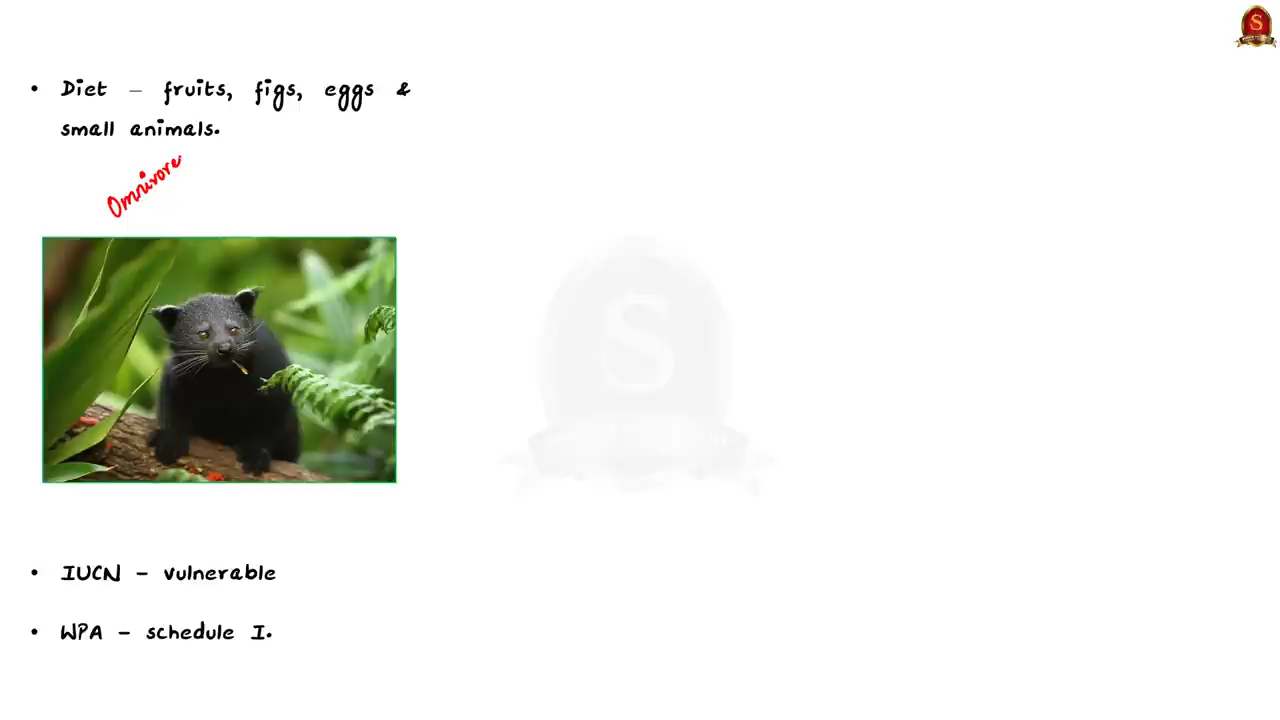 S
• Diet – fruits, figs, eggs &
small animals.
Omnivore
S
• IUCN – vulnerable
• WPA – schedule I.